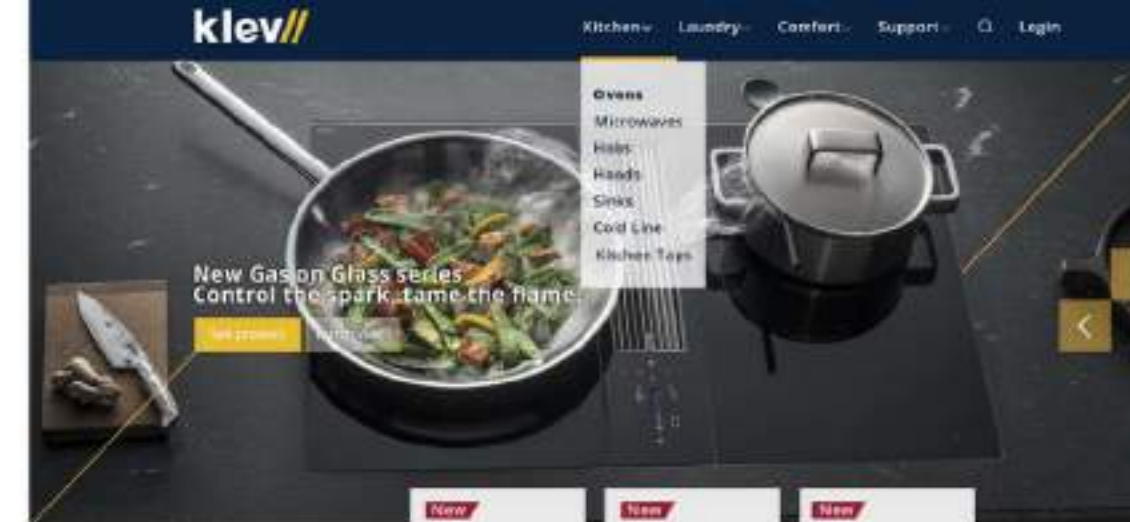 klev//
Kitchen
Laundry
Comfort
Support
Login
Ovens
Microwaves
Hobs
Hoods
Sinks
Cold Line
Kitchen Taps
New Gas on Glass series
Control the spark, tame the flame.
New
New
New